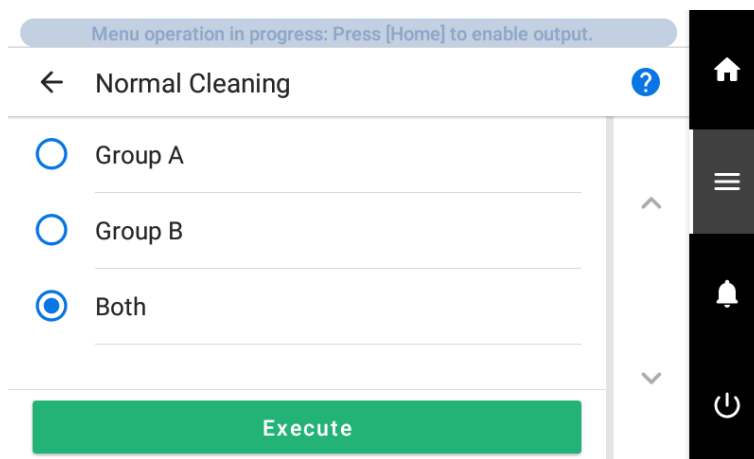 Menu operation in progress: Press [Home] to enable output.
Normal Cleaning
?
Group A
Group B
Both
Execute